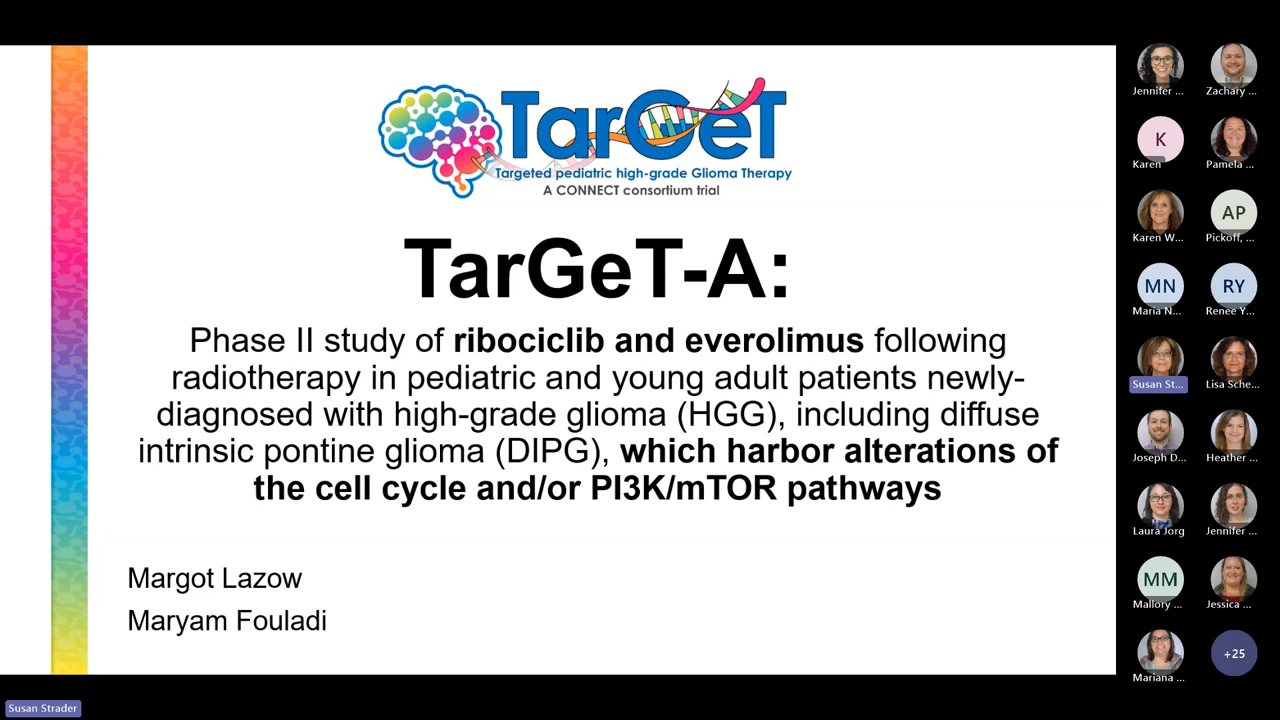 TarGeT
Targeted pediatric high-grade Glioma Therapy
A CONNECT consortium trial
TarGeT-A:
Phase II study of ribociclib and everolimus following
radiotherapy in pediatric and young adult patients newly-
diagnosed with high-grade glioma (HGG), including diffuse
intrinsic pontine glioma (DIPG), which harbor alterations of
the cell cycle and/or PI3K/mTOR pathways
Margot Lazow
Maryam Fouladi
Jennifer ...
Zachary ...
K
Karen
Pamela ...
Karen W...
AP
Pickoff, ...
MN
Maria N...
RY
Renee Y...
Susan St...
Lisa Sche...
Joseph D...
Heather ...
Laura Jorg
Jennifer ...
MM
Mallory ...
Jessica ...
Mariana ...
+25
Susan Strader